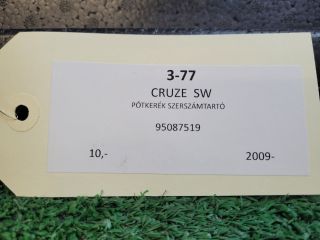 3-77
CRUZE SW
PÓTKERÉK SZERSZÁMTARTÓ
95087519
10,- 2009-